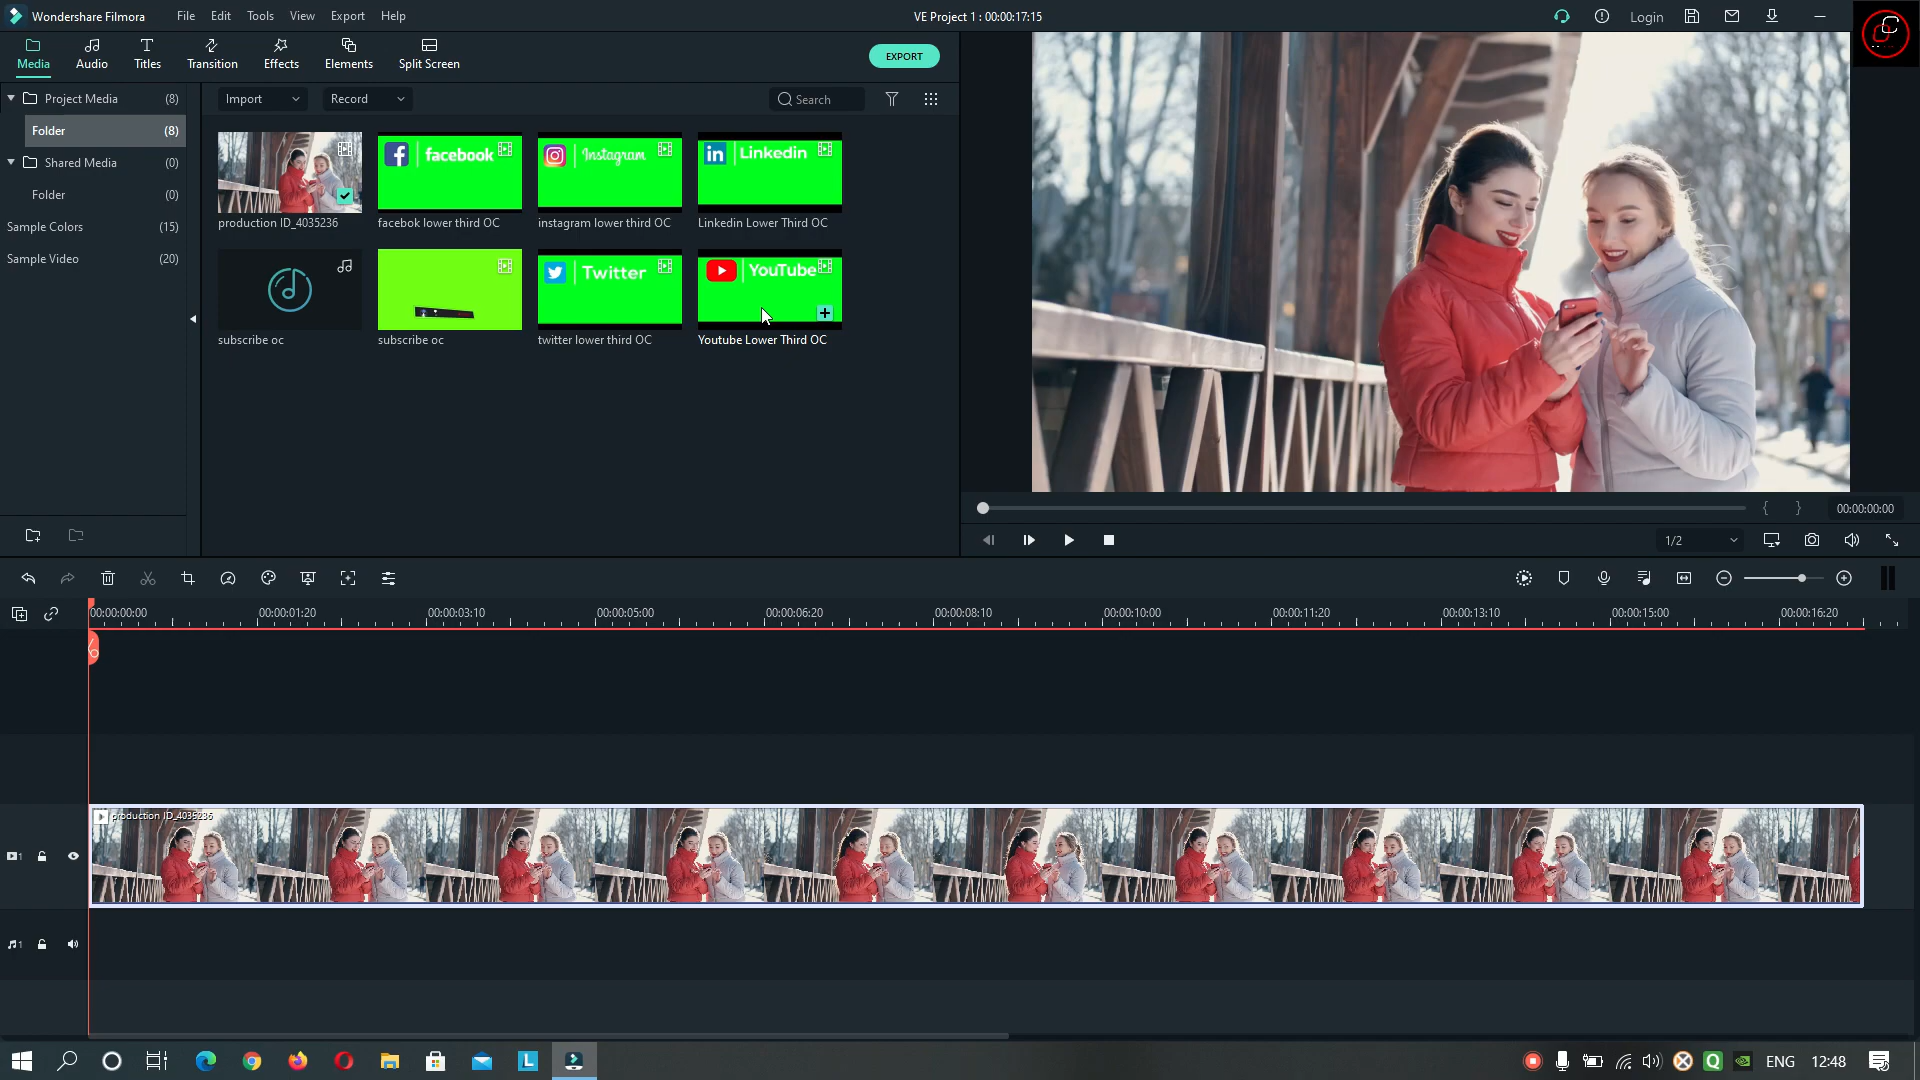 Wondershare Filmora
File Edit Tools View Export Help
VE Project 1 : 00:00:17:15
Login
Media Audio Titles Transition Effects Elements Split Screen
EXPORT
Project Media (8)
Import Record Search
Folder (8)
Shared Media (0)
Folder (0)
Sample Colors (15)
Sample Video (20)
facebook
Instagram
in Linkedin
production ID_4035236
facebok lower third OC
instagram lower third OC
Linkedin Lower Third OC
Twitter
YouTube
subscribe oc
subscribe oc
twitter lower third OC
Youtube Lower Third OC
00:00:00:00
1/2
00:00:00:00 00:00:01:20 00:00:03:10 00:00:05:00 00:00:06:20 00:00:08:10 00:00:10:00 00:00:11:20 00:00:13:10 00:00:15:00 00:00:16:20
production ID_4035236
1
1
L
Q
ENG 12:48